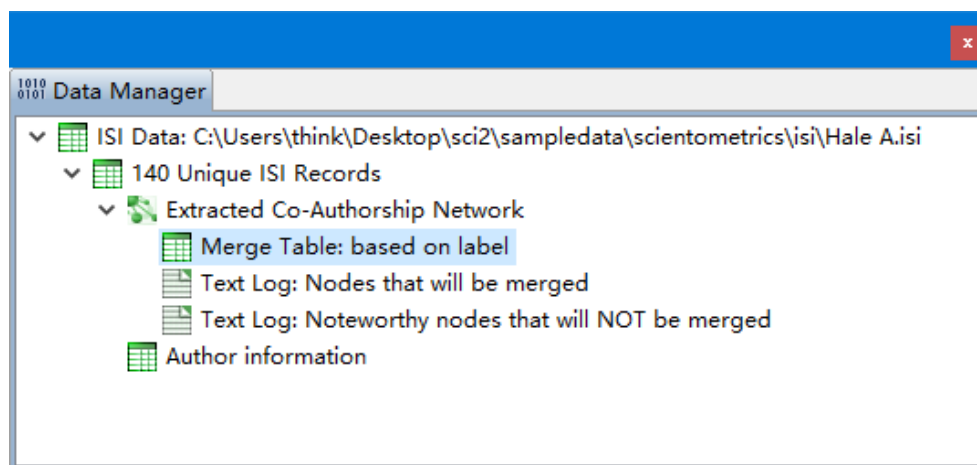 x
1010
0101 Data Manager
ISI Data: C:\Users\think\Desktop\sci2\sampledata\scientometrics\isi\Hale A.isi
140 Unique ISI Records
Extracted Co-Authorship Network
Merge Table: based on label
Text Log: Nodes that will be merged
Text Log: Noteworthy nodes that will NOT be merged
Author information